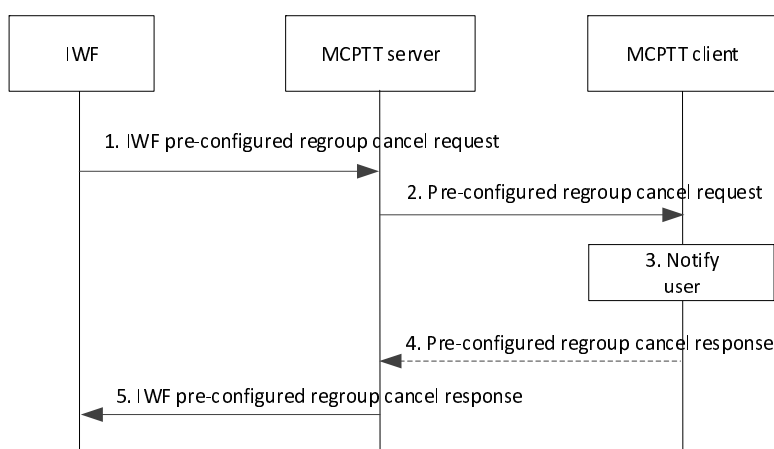 IWF
MCPTT server
MCPTT client
1. IWF pre-configured regroup cancel request
2. Pre-configured regroup cancel request
3. Notify
user
4. Pre-configured regroup cancel response
5. IWF pre-configured regroup cancel response